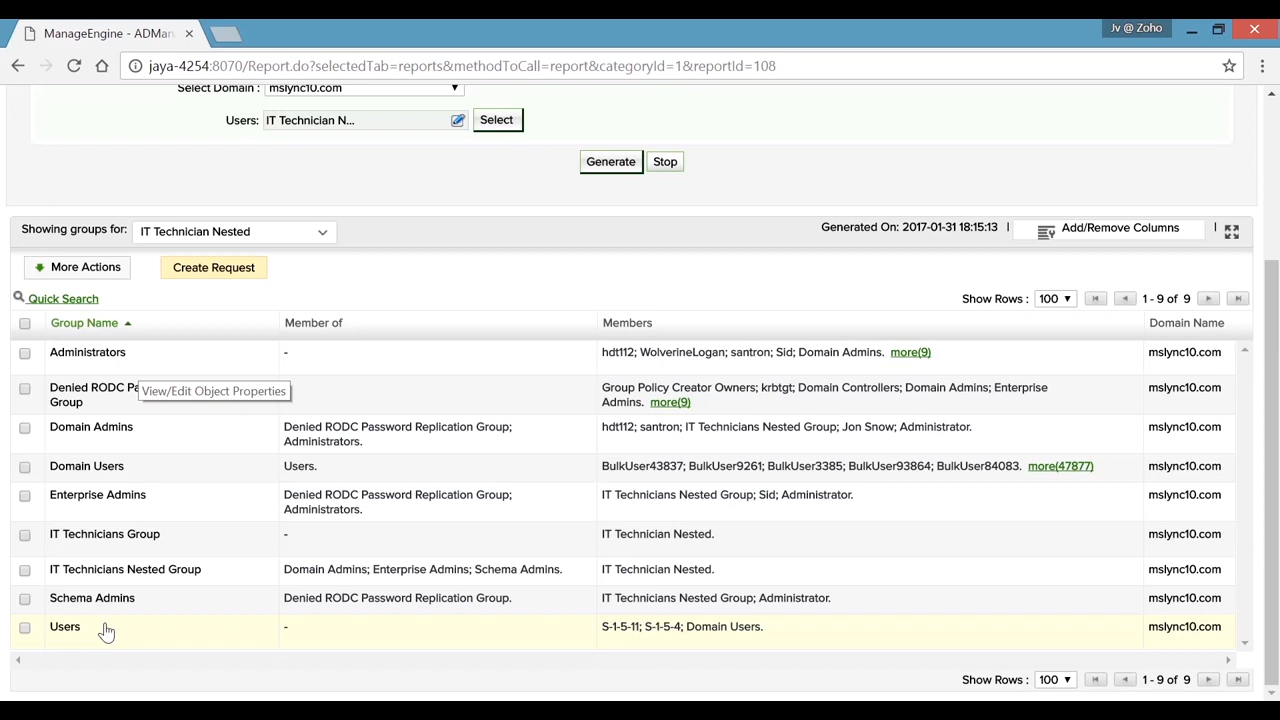 ManageEngine - ADMan
Jv @ Zoho
jaya-4254:8070/Report.do?selectedTab=reports&methodToCall=report&categoryId=1&reportId=108
Select Domain : mslync10.com
Users: IT Technician N... Select
Generate Stop
Showing groups for: IT Technician Nested Generated On: 2017-01-31 18:15:13 | Add/Remove Columns |
More Actions Create Request
Quick Search Show Rows : 100 1 - 9 of 9
Group Name Member of Members Domain Name
Administrators - hdt112; WolverineLogan; santron; Sid; Domain Admins. more(9) mslync10.com
Denied RODC Pa Group Policy Creator Owners; krbtgt; Domain Controllers; Domain Admins; Enterprise mslync10.com
View/Edit Object Properties
Group Admins. more(9)
Domain Admins Denied RODC Password Replication Group; hdt112; santron; IT Technicians Nested Group; Jon Snow; Administrator. mslync10.com
Administrators.
Domain Users Users. BulkUser43837; BulkUser9261; BulkUser3385; BulkUser93864; BulkUser84083. more(47877) mslync10.com
Enterprise Admins Denied RODC Password Replication Group; IT Technicians Nested Group; Sid; Administrator. mslync10.com
Administrators.
IT Technicians Group - IT Technician Nested. mslync10.com
IT Technicians Nested Group Domain Admins; Enterprise Admins; Schema Admins. IT Technician Nested. mslync10.com
Schema Admins Denied RODC Password Replication Group. IT Technicians Nested Group; Administrator. mslync10.com
Users - S-1-5-11; S-1-5-4; Domain Users. mslync10.com
Show Rows : 100 1 - 9 of 9